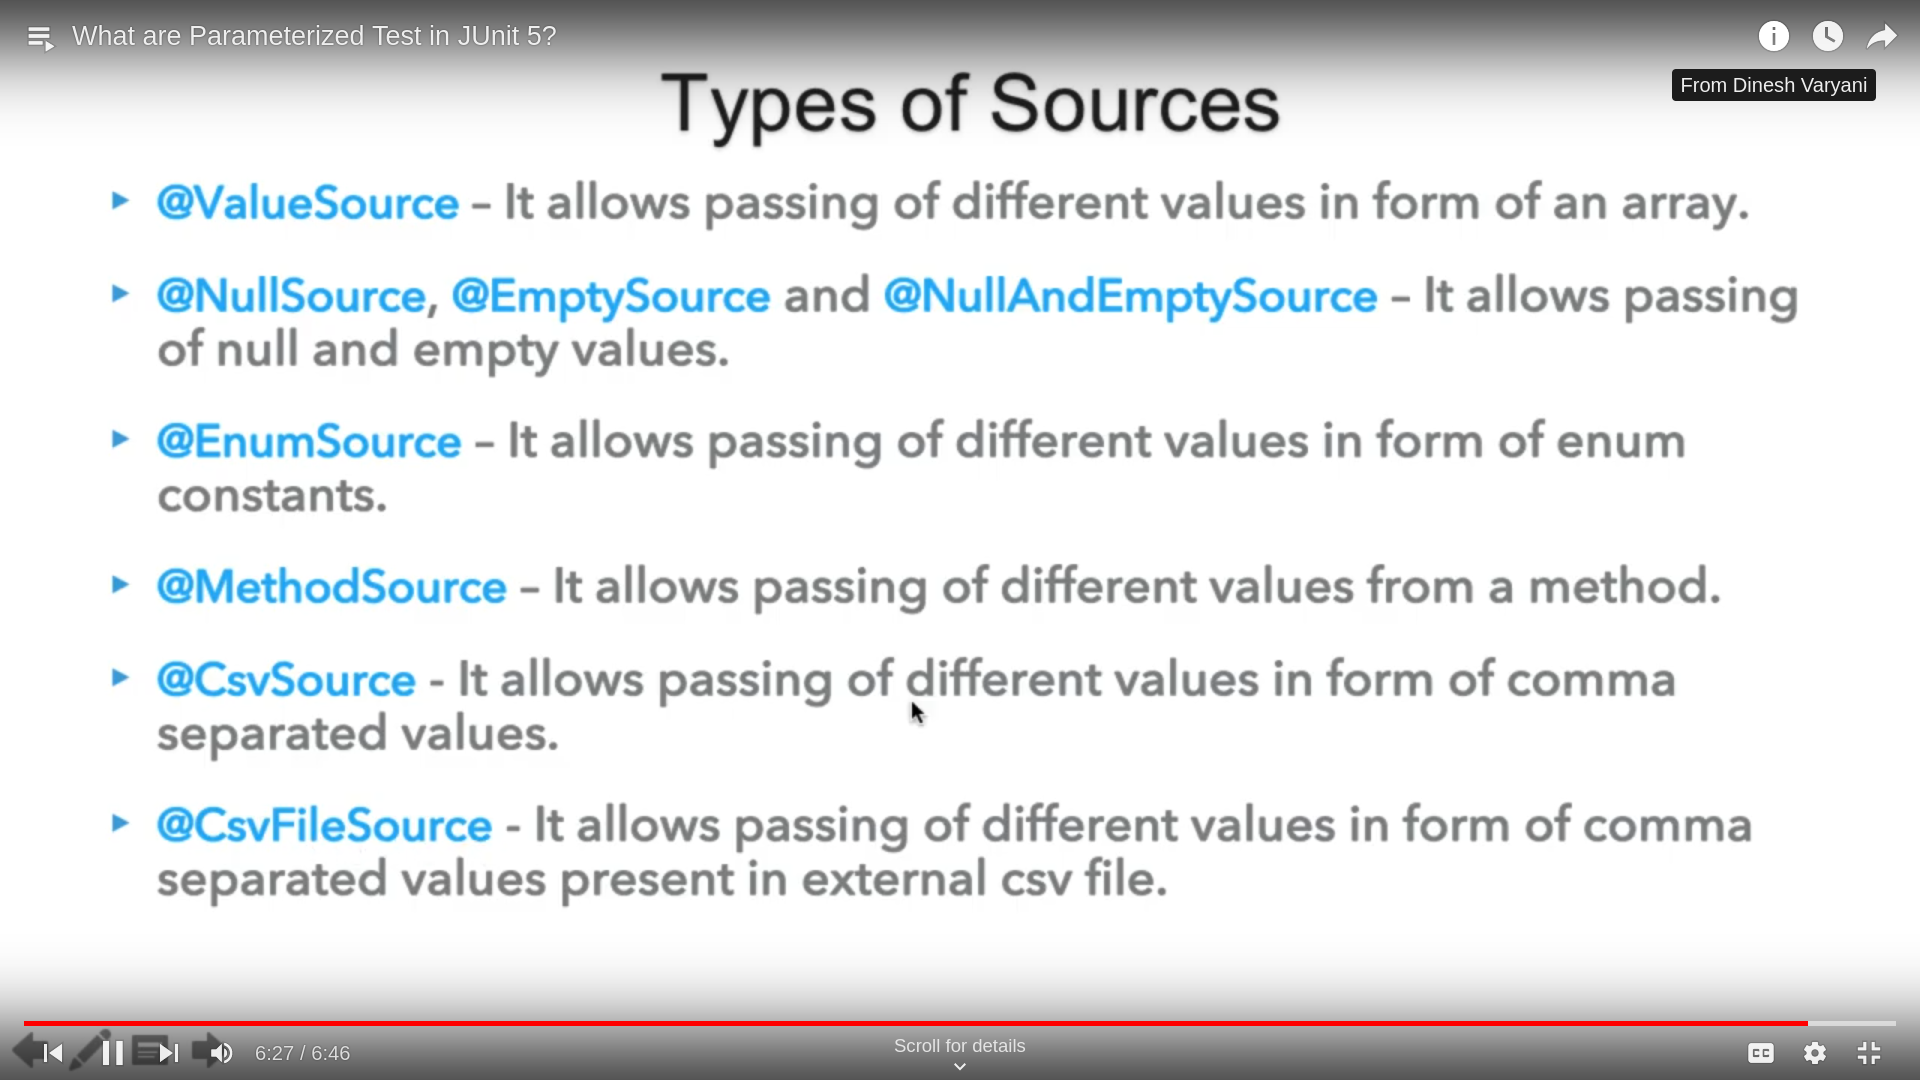 What are Parameterized Test in JUnit 5?
From Dinesh Varyani
Types of Sources
@ValueSource – It allows passing of different values in form of an array.
@NullSource, @EmptySource and @NullAndEmptySource – It allows passing
of null and empty values.
@EnumSource – It allows passing of different values in form of enum
constants.
@MethodSource – It allows passing of different values from a method.
@CsvSource - It allows passing of different values in form of comma
separated values.
@CsvFileSource - It allows passing of different values in form of comma
separated values present in external csv file.
6:27 / 6:46
Scroll for details
CC